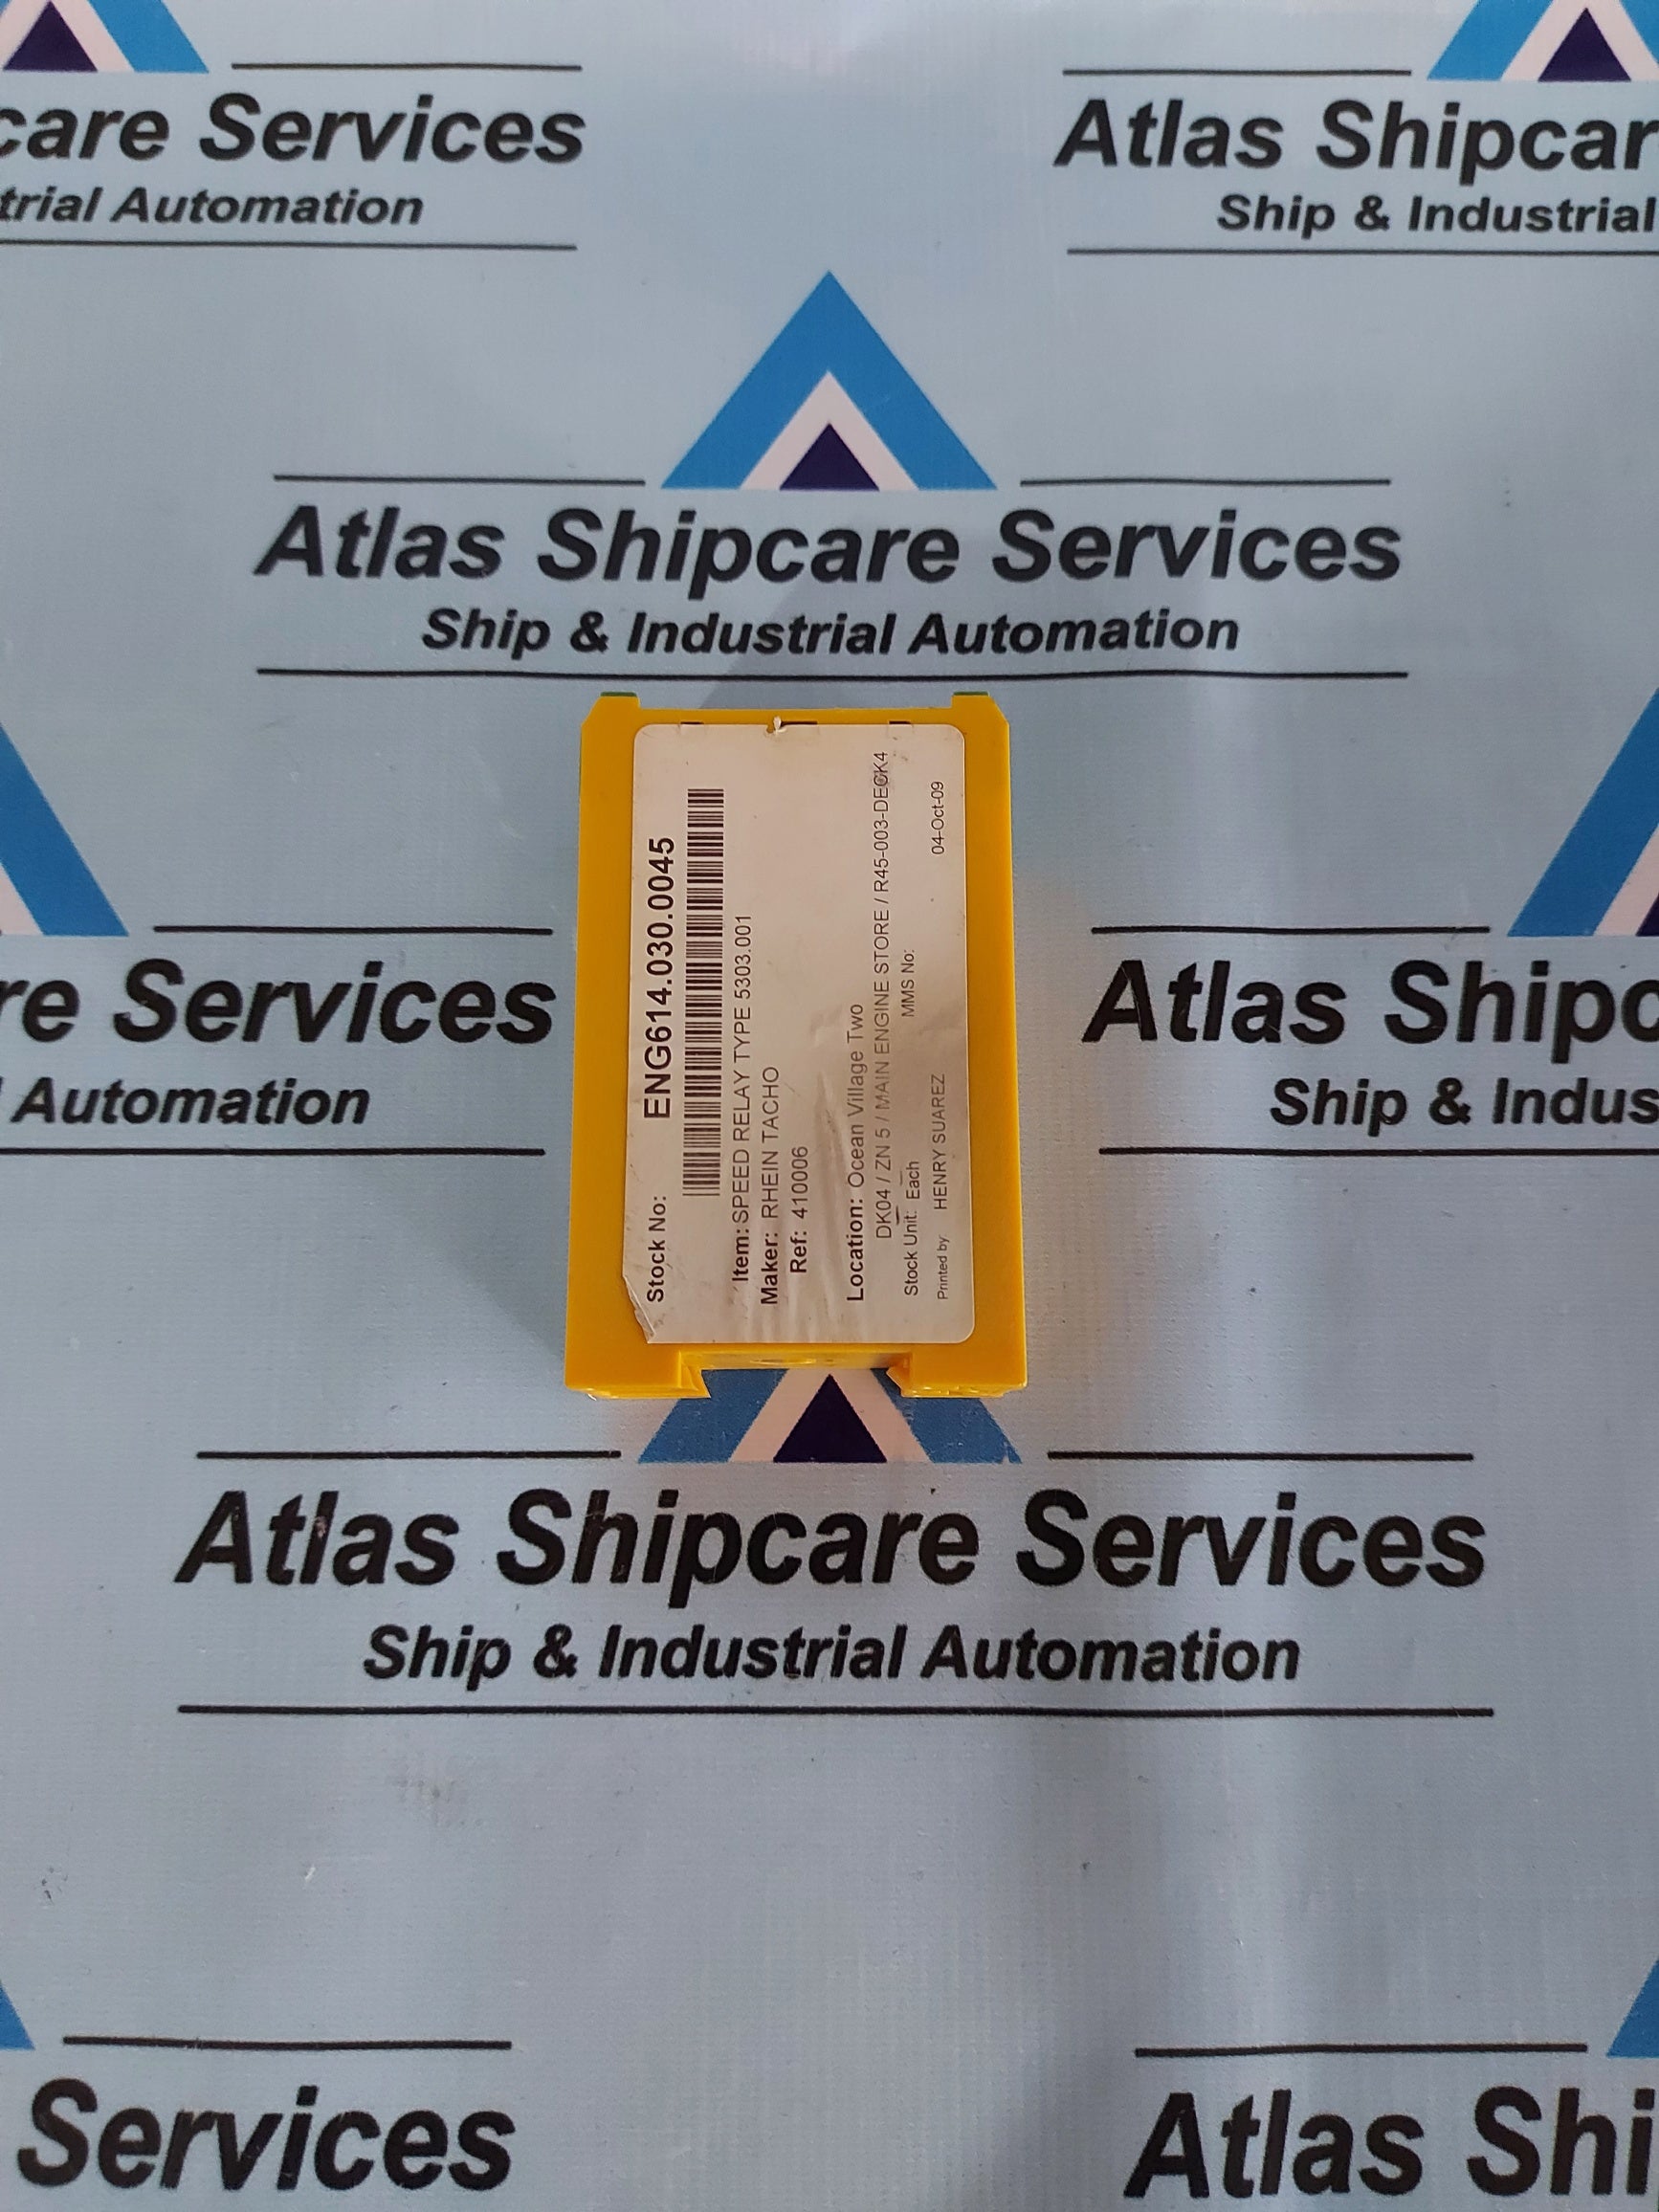 care Services
trial Automation
Atlas Shipcar
Ship & Industrial
Atlas Shipcare Services
Ship & Industrial Automation
Stock No: ENG614.030.0045
Item: SPEED RELAY TYPE 5303.001
Maker: RHEIN TACHO
Ref: 410006
Location: Ocean Village Two
DK04 / ZN 5 / MAIN ENGINE STORE / R45-003-DECK4
Stock Unit: Each MMS No:
Printed by HENRY SUAREZ 04-Oct-09
re Services
Automation
Atlas Shipc
Ship & Indus
Atlas Shipcare Services
Ship & Industrial Automation
Services
Atlas Shi